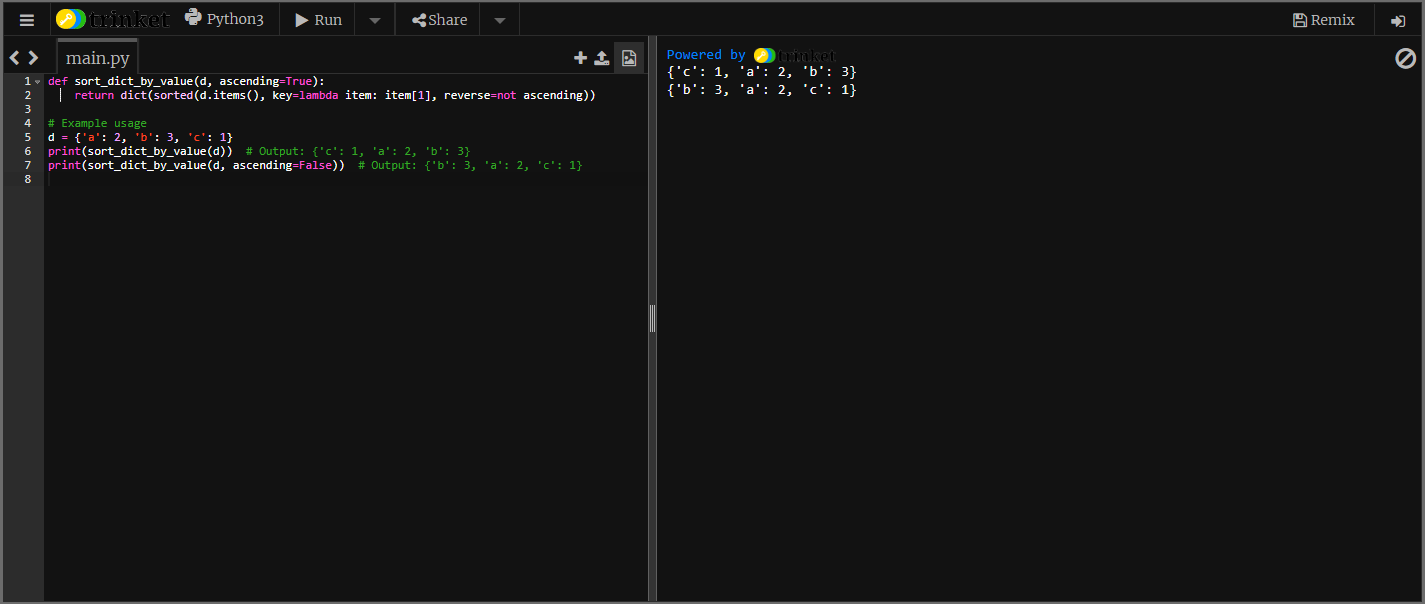 trinket Python3 Run Share Remix
main.py
1 def sort_dict_by_value(d, ascending=True):
2     return dict(sorted(d.items(), key=lambda item: item[1], reverse=not ascending))
3
4 # Example usage
5 d = {'a': 2, 'b': 3, 'c': 1}
6 print(sort_dict_by_value(d))  # Output: {'c': 1, 'a': 2, 'b': 3}
7 print(sort_dict_by_value(d, ascending=False))  # Output: {'b': 3, 'a': 2, 'c': 1}
8
Powered by trinket
{'c': 1, 'a': 2, 'b': 3}
{'b': 3, 'a': 2, 'c': 1}